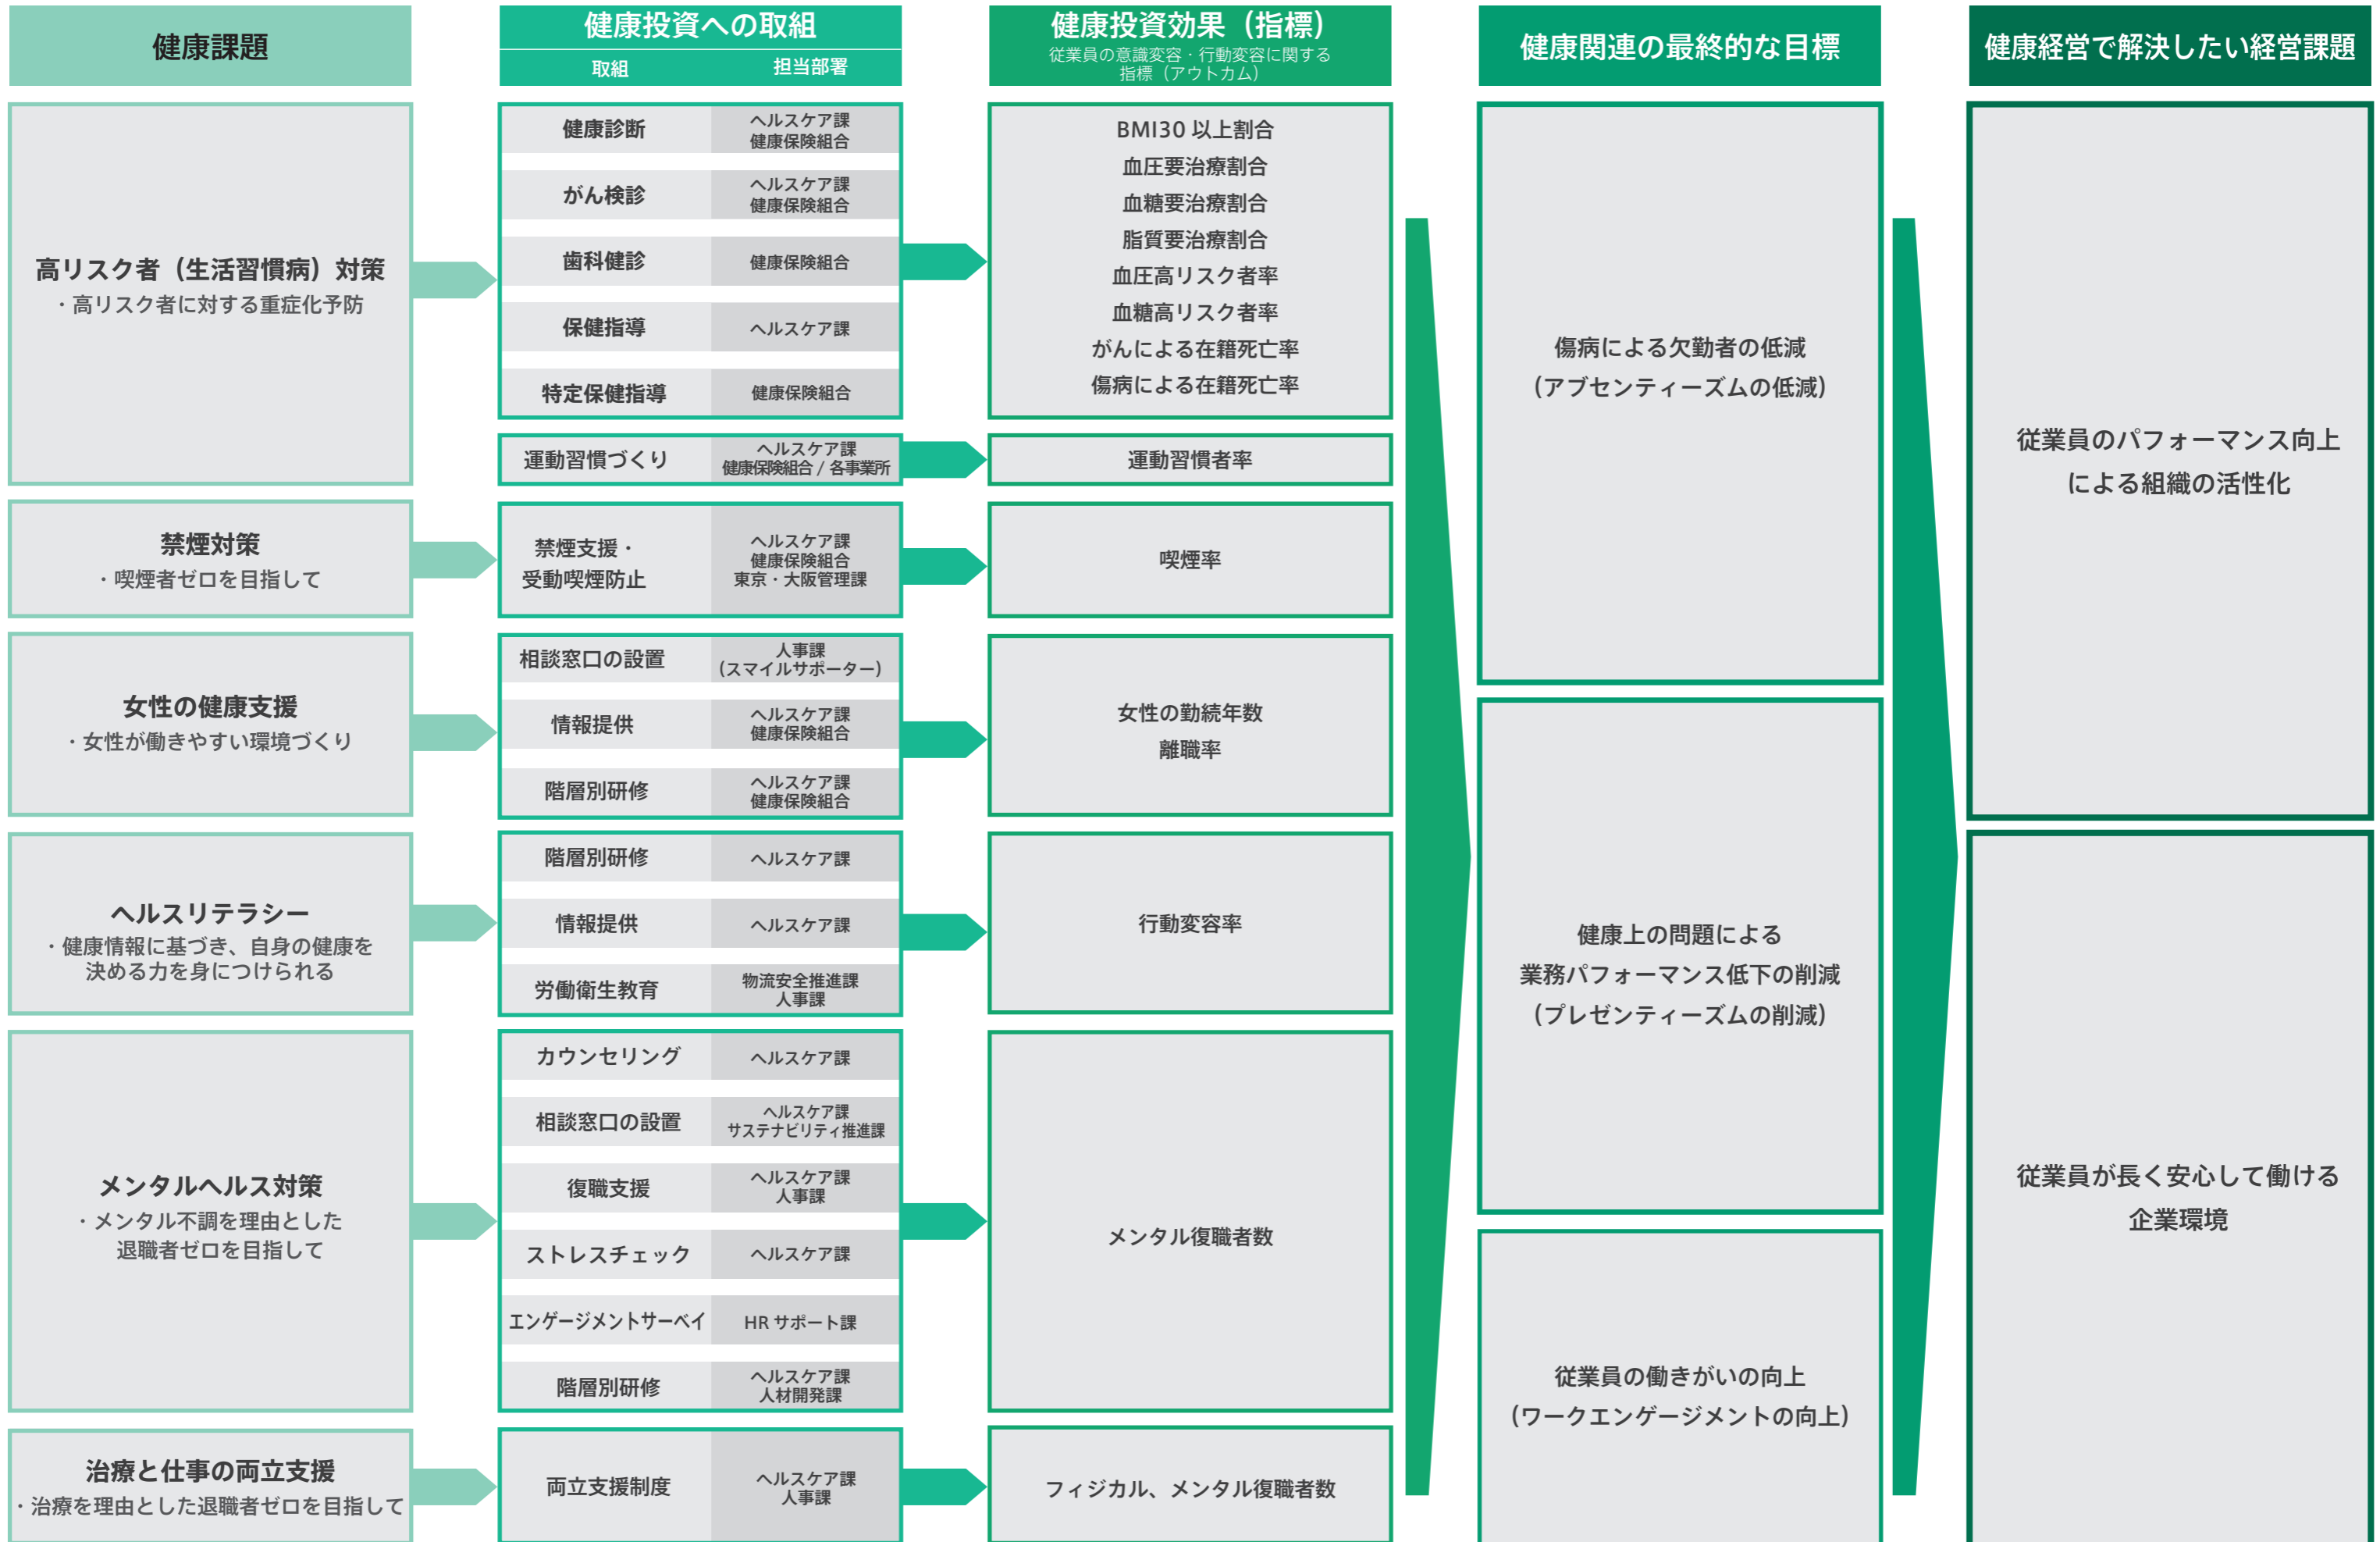 健康課題
健康投資への取組
取組
担当部署
健康投資効果（指標）
従業員の意識変容・行動変容に関する
指標（アウトカム）
健康関連の最終的な目標
健康経営で解決したい経営課題
高リスク者（生活習慣病）対策
・高リスク者に対する重症化予防
健康診断
ヘルスケア課
健康保険組合
がん検診
ヘルスケア課
健康保険組合
歯科健診
健康保険組合
保健指導
ヘルスケア課
特定保健指導
健康保険組合
BMI30 以上割合
血圧要治療割合
血糖要治療割合
脂質要治療割合
血圧高リスク者率
血糖高リスク者率
がんによる在籍死亡率
傷病による在籍死亡率
運動習慣づくり
ヘルスケア課
健康保険組合 / 各事業所
運動習慣者率
禁煙対策
・喫煙者ゼロを目指して
禁煙支援・
受動喫煙防止
ヘルスケア課
健康保険組合
東京・大阪管理課
喫煙率
女性の健康支援
・女性が働きやすい環境づくり
相談窓口の設置
人事課
（スマイルサポーター）
情報提供
ヘルスケア課
健康保険組合
階層別研修
ヘルスケア課
健康保険組合
女性の勤続年数
離職率
ヘルスリテラシー
・健康情報に基づき、自身の健康を
決める力を身につけられる
階層別研修
ヘルスケア課
情報提供
ヘルスケア課
労働衛生教育
物流安全推進課
人事課
行動変容率
メンタルヘルス対策
・メンタル不調を理由とした
退職者ゼロを目指して
カウンセリング
ヘルスケア課
相談窓口の設置
ヘルスケア課
サステナビリティ推進課
復職支援
ヘルスケア課
人事課
ストレスチェック
ヘルスケア課
エンゲージメントサーベイ
HR サポート課
階層別研修
ヘルスケア課
人材開発課
メンタル復職者数
治療と仕事の両立支援
・治療を理由とした退職者ゼロを目指して
両立支援制度
ヘルスケア課
人事課
フィジカル、メンタル復職者数
傷病による欠勤者の低減
（アブセンティーズムの低減）
健康上の問題による
業務パフォーマンス低下の削減
（プレゼンティーズムの削減）
従業員の働きがいの向上
（ワークエンゲージメントの向上）
従業員のパフォーマンス向上
による組織の活性化
従業員が長く安心して働ける
企業環境